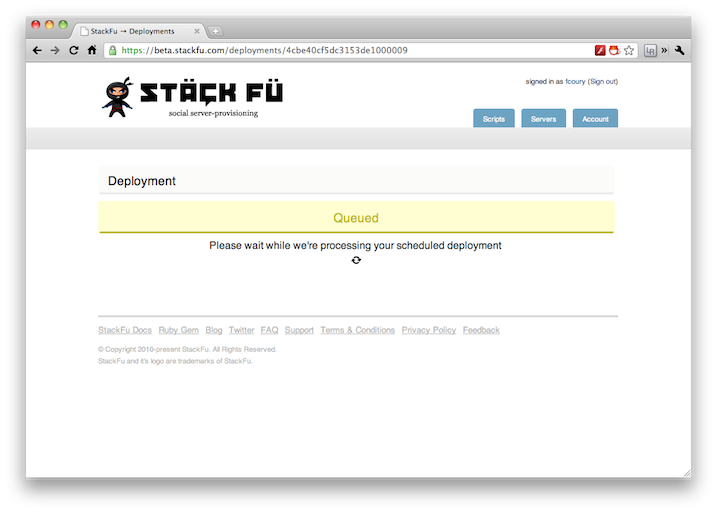 StackFu → Deployments
https://beta.stackfu.com/deployments/4cbe40cf5dc3153de1000009
LR
»
STÄÇK FÜ
social server-provisioning
signed in as fcoury (Sign out)
Scripts Servers Account
Deployment
Queued
Please wait while we're processing your scheduled deployment
StackFu Docs Ruby Gem Blog Twitter FAQ Support Terms & Conditions Privacy Policy Feedback
© Copyright 2010-present StackFu. All Rights Reserved.
StackFu and it's logo are trademarks of StackFu.